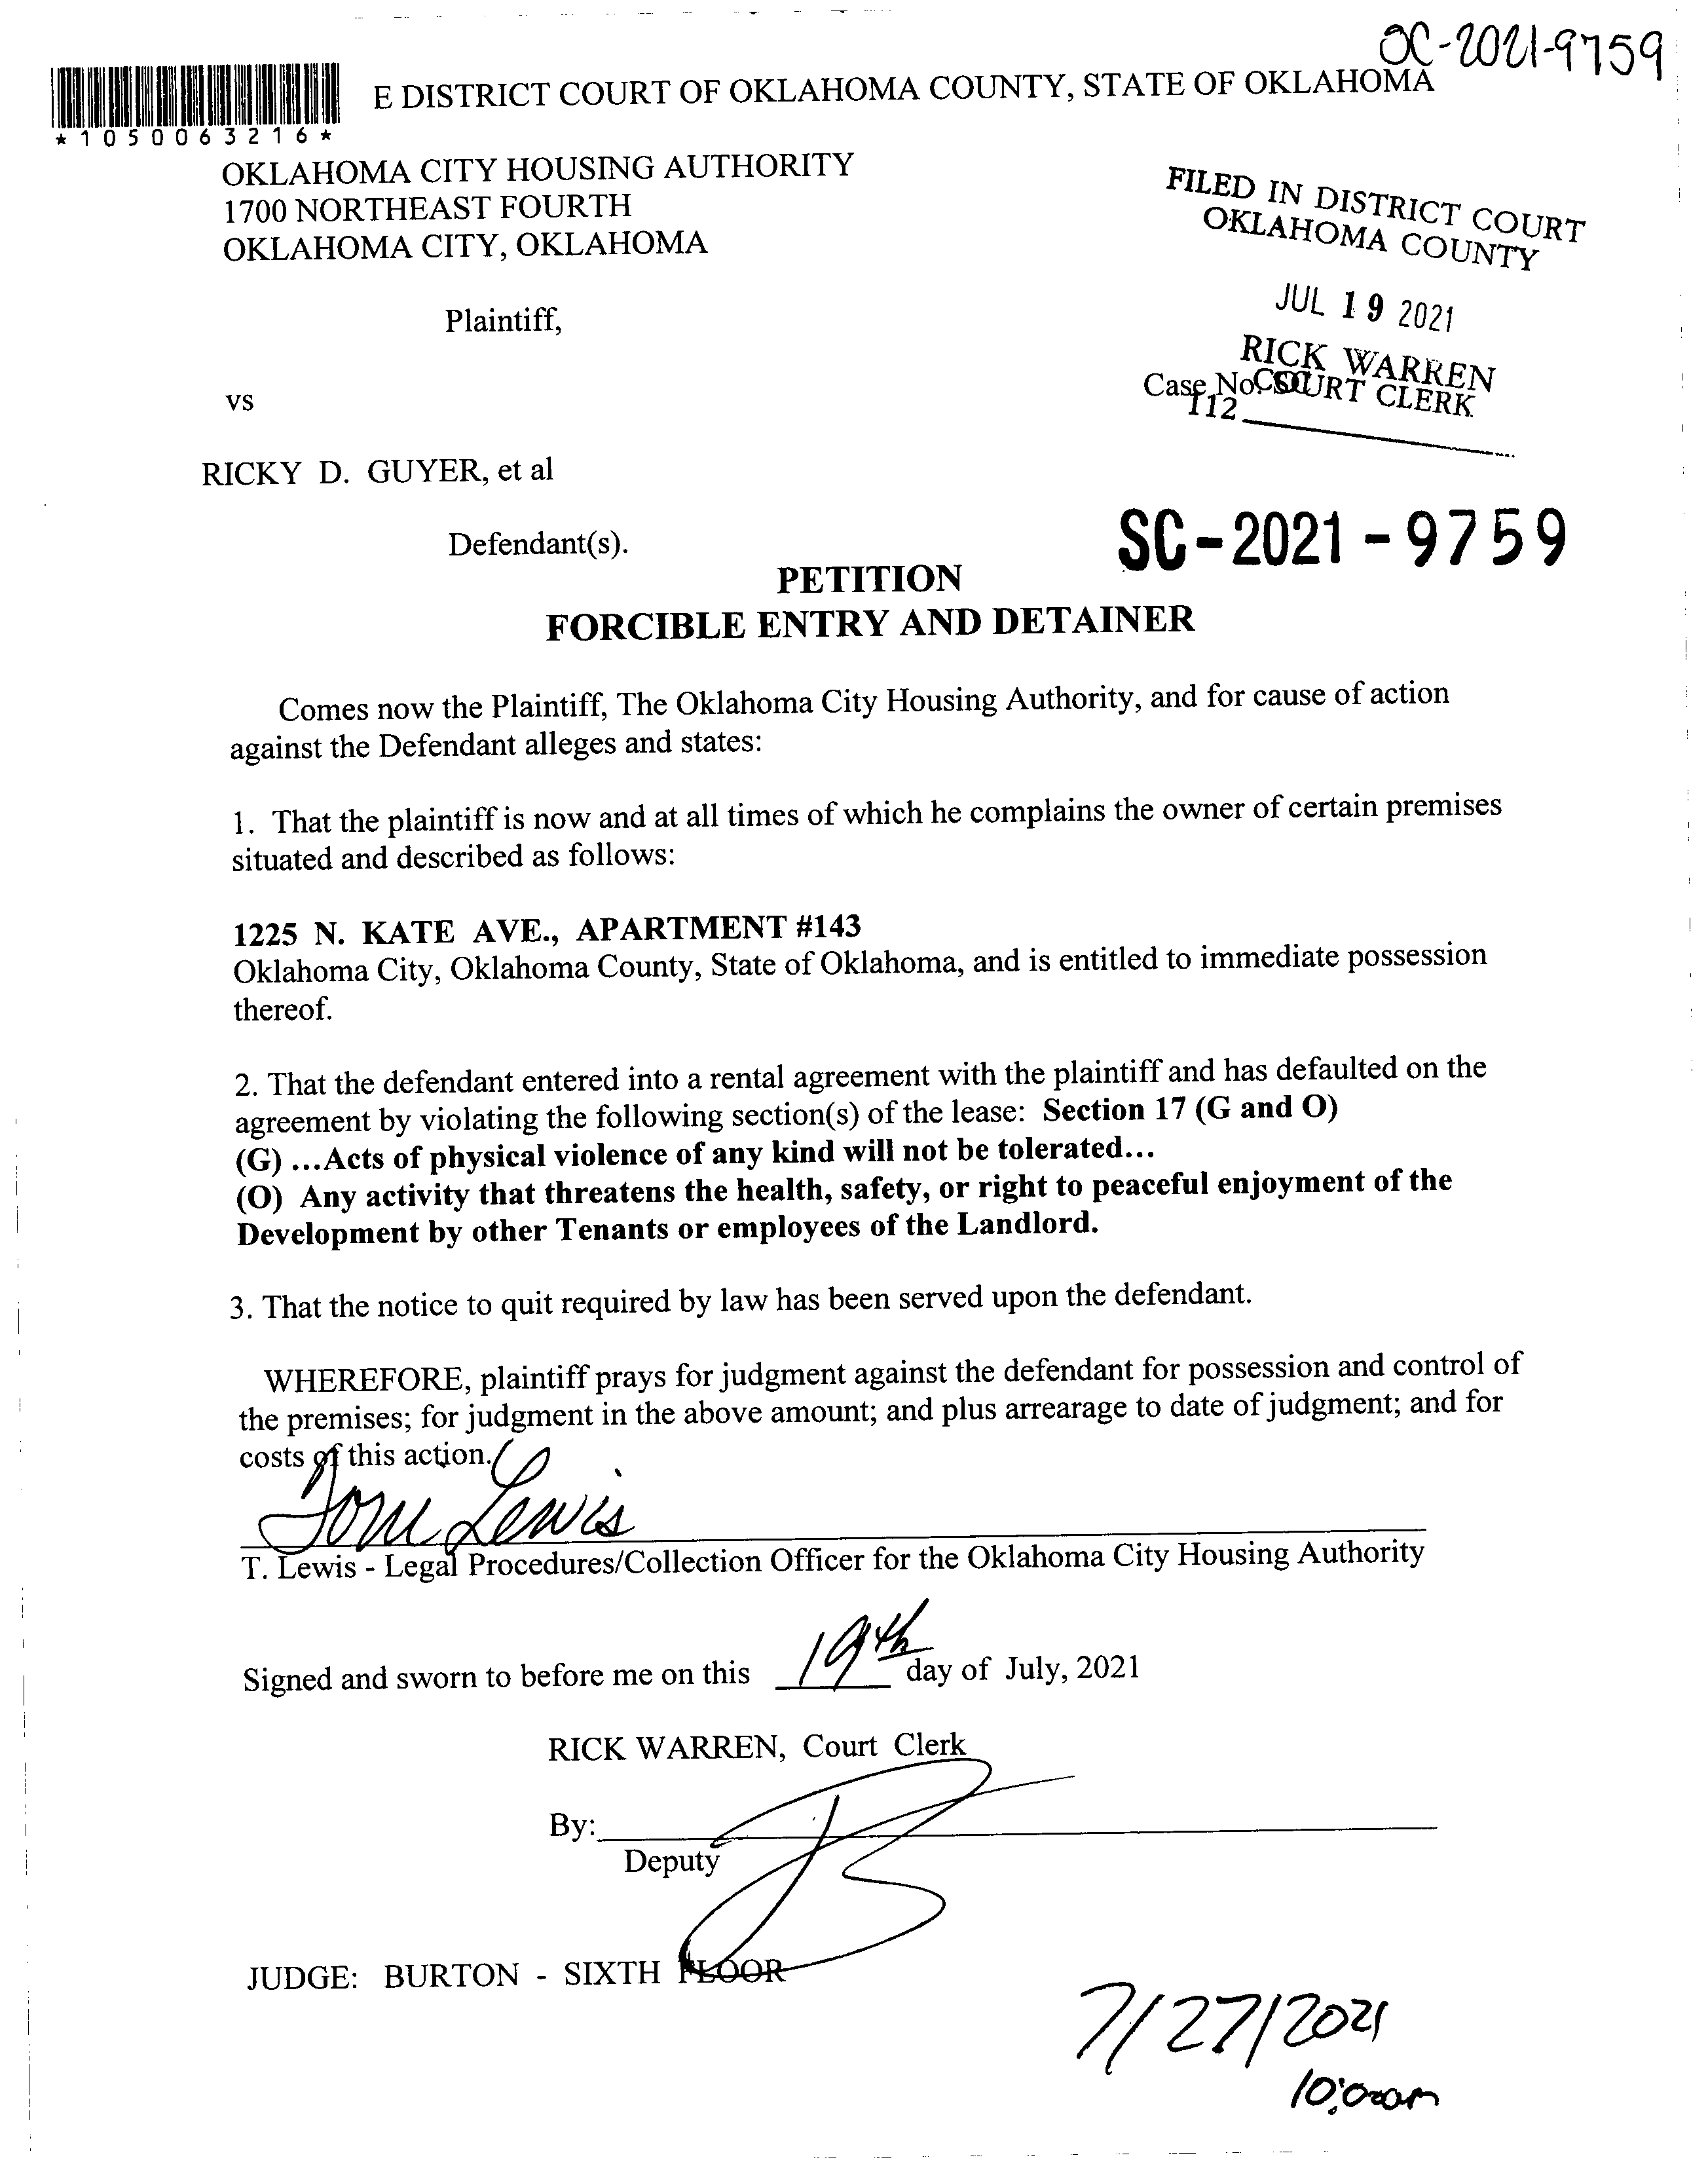 OC-2021-9759
E DISTRICT COURT OF OKLAHOMA COUNTY, STATE OF OKLAHOMA
*1050063216*
OKLAHOMA CITY HOUSING AUTHORITY
1700 NORTHEAST FOURTH
OKLAHOMA CITY, OKLAHOMA
FILED IN DISTRICT COURT
OKLAHOMA COUNTY
JUL 19 2021
Plaintiff,
RICK WARREN
COURT CLERK
Case No. SC
112
vs
RICKY D. GUYER, et al
Defendant(s).
SC-2021-9759
PETITION
FORCIBLE ENTRY AND DETAINER
Comes now the Plaintiff, The Oklahoma City Housing Authority, and for cause of action
against the Defendant alleges and states:
1. That the plaintiff is now and at all times of which he complains the owner of certain premises
situated and described as follows:
1225 N. KATE AVE., APARTMENT #143
Oklahoma City, Oklahoma County, State of Oklahoma, and is entitled to immediate possession
thereof.
2. That the defendant entered into a rental agreement with the plaintiff and has defaulted on the
agreement by violating the following section(s) of the lease: Section 17 (G and O)
(G) ...Acts of physical violence of any kind will not be tolerated...
(O) Any activity that threatens the health, safety, or right to peaceful enjoyment of the
Development by other Tenants or employees of the Landlord.
3. That the notice to quit required by law has been served upon the defendant.
WHEREFORE, plaintiff prays for judgment against the defendant for possession and control of
the premises; for judgment in the above amount; and plus arrearage to date of judgment; and for
costs of this action.
Tom Lewis
T. Lewis - Legal Procedures/Collection Officer for the Oklahoma City Housing Authority
Signed and sworn to before me on this 19th day of July, 2021
RICK WARREN, Court Clerk
By:
Deputy
JUDGE: BURTON - SIXTH FLOOR
7/27/2021
10:00am